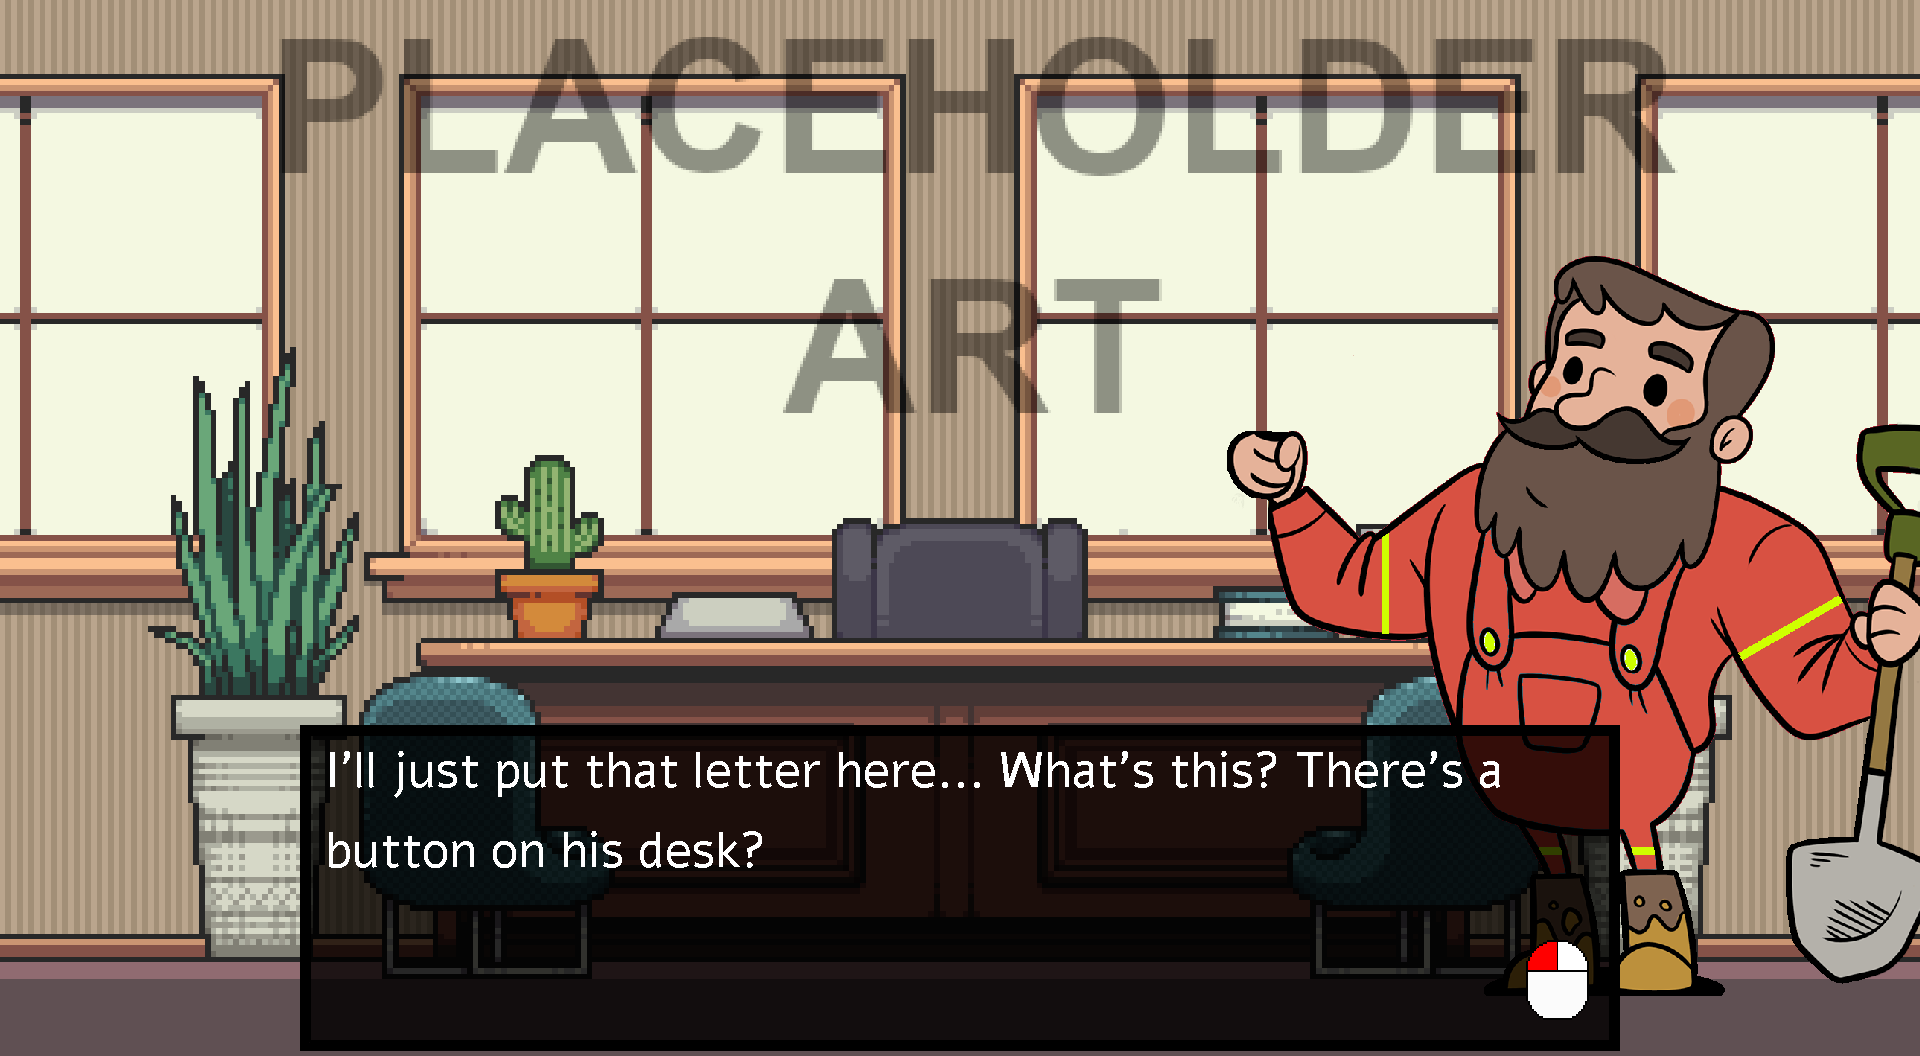 PLACEHOLDER
ART
I'll just put that letter here... What's this? There's a
button on his desk?